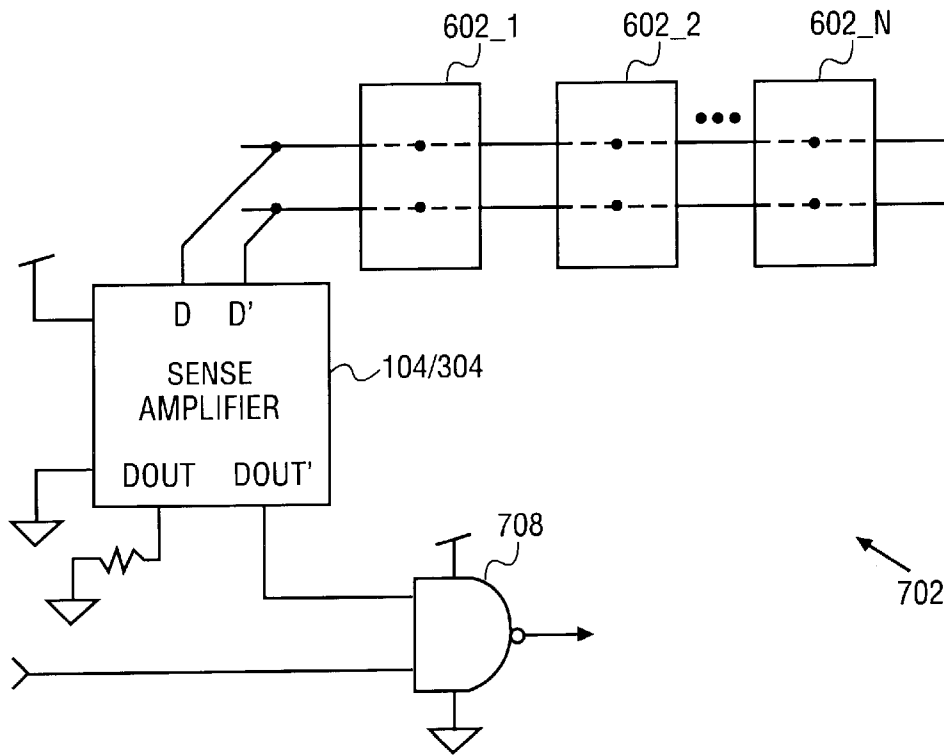 602_1
602_2
602_N
D
D'
SENSE
AMPLIFIER
104/304
DOUT
DOUT'
708
702